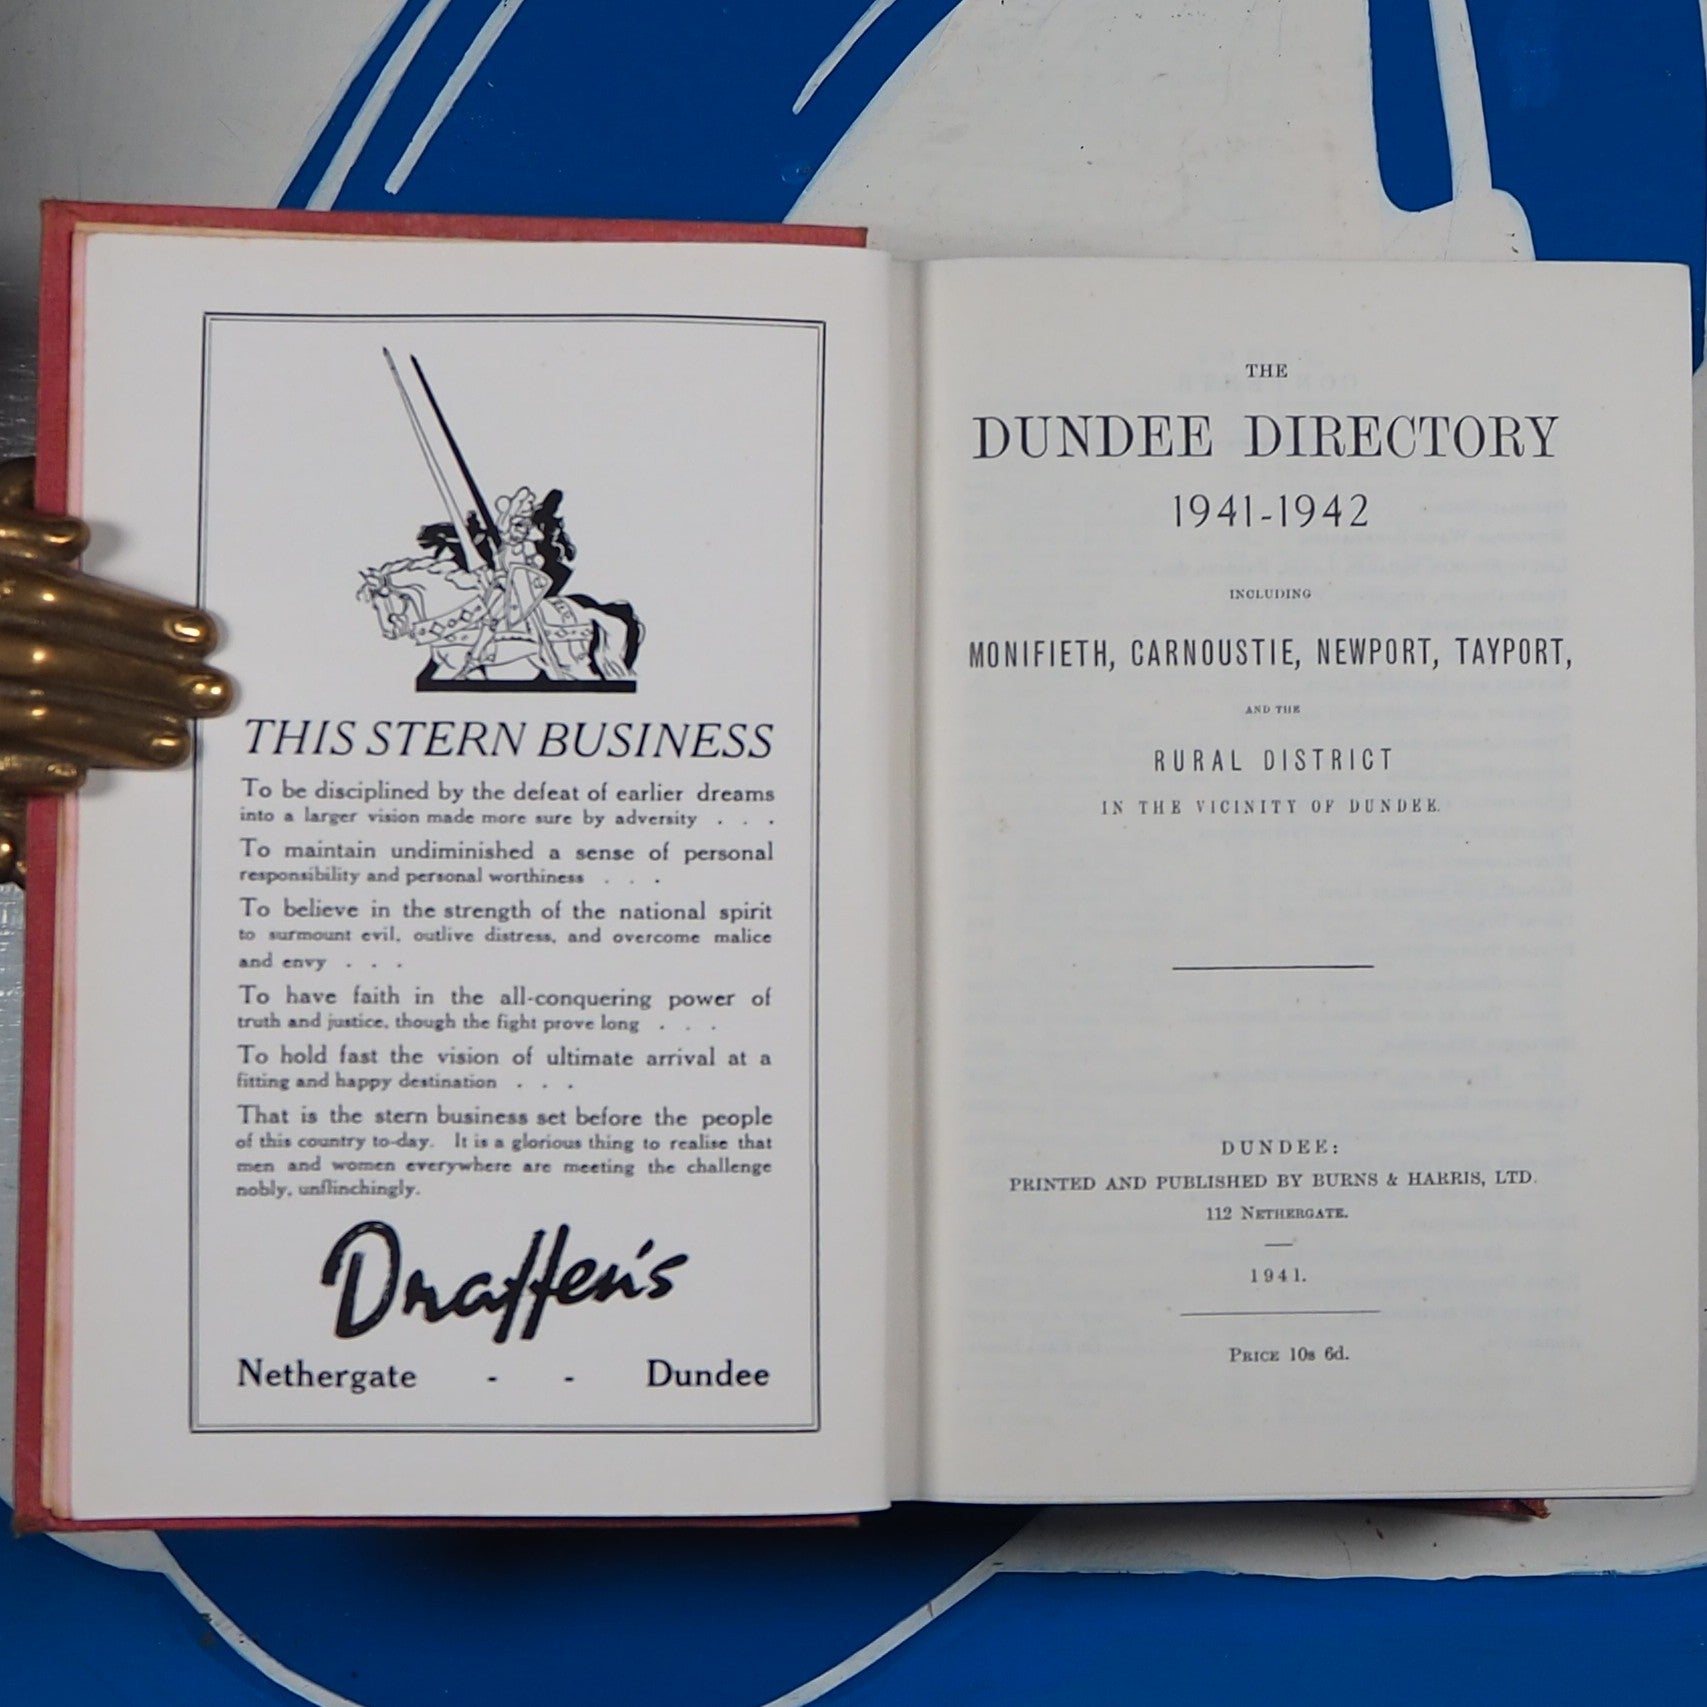 THIS STERN BUSINESS
To be disciplined by the defeat of earlier dreams
into a larger vision made more sure by adversity . . .
To maintain undiminished a sense of personal
responsibility and personal worthiness . . .
To believe in the strength of the national spirit
to surmount evil, outlive distress, and overcome malice
and envy . . .
To have faith in the all-conquering power of
truth and justice, though the fight prove long . . .
To hold fast the vision of ultimate arrival at a
fitting and happy destination . . .
That is the stern business set before the people
of this country to-day. It is a glorious thing to realise that
men and women everywhere are meeting the challenge
nobly, unflinchingly.
Draffen's
Nethergate - - Dundee
THE
DUNDEE DIRECTORY
1941-1942
INCLUDING
MONIFIETH, CARNOUSTIE, NEWPORT, TAYPORT,
AND THE
RURAL DISTRICT
IN THE VICINITY OF DUNDEE.
DUNDEE:
PRINTED AND PUBLISHED BY BURNS & HARRIS, LTD.
112 NETHERGATE.
1941.
PRICE 10s 6d.